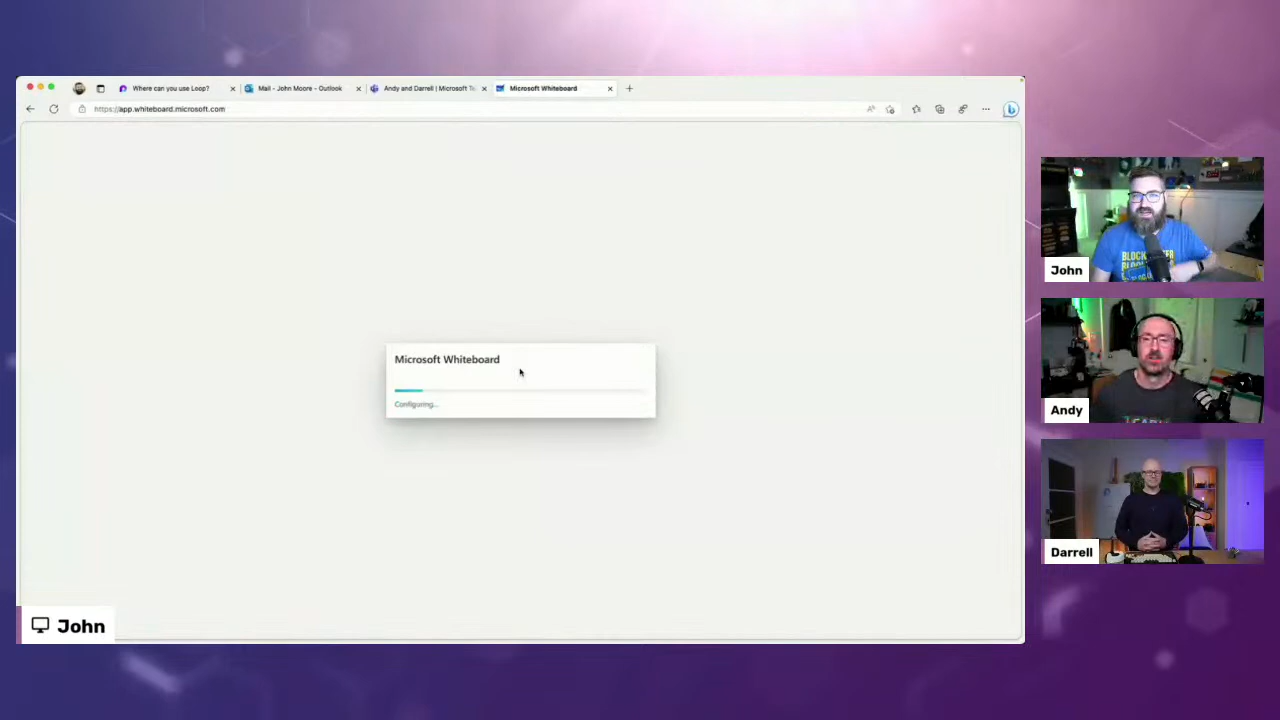 Where can you use Loop?
Mail - John Moore - Outlook
Andy and Darrell | Microsoft Te
Microsoft Whiteboard
https://app.whiteboard.microsoft.com
Microsoft Whiteboard
Configuring...
John
Andy
Darrell
John